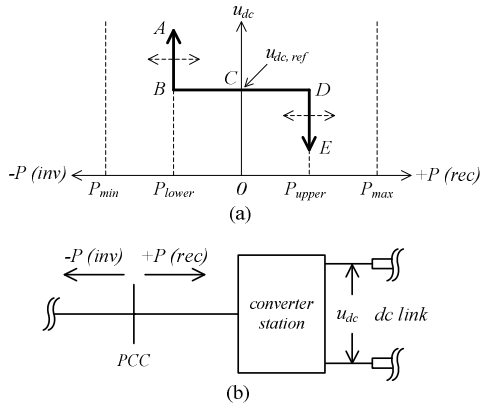 u_dc
A
u_dc, ref
B
C
D
E
-P (inv)
P_min
P_lower
0
P_upper
P_max
+P (rec)
(a)
-P (inv) +P (rec)
PCC
converter
station
u_dc
dc link
(b)